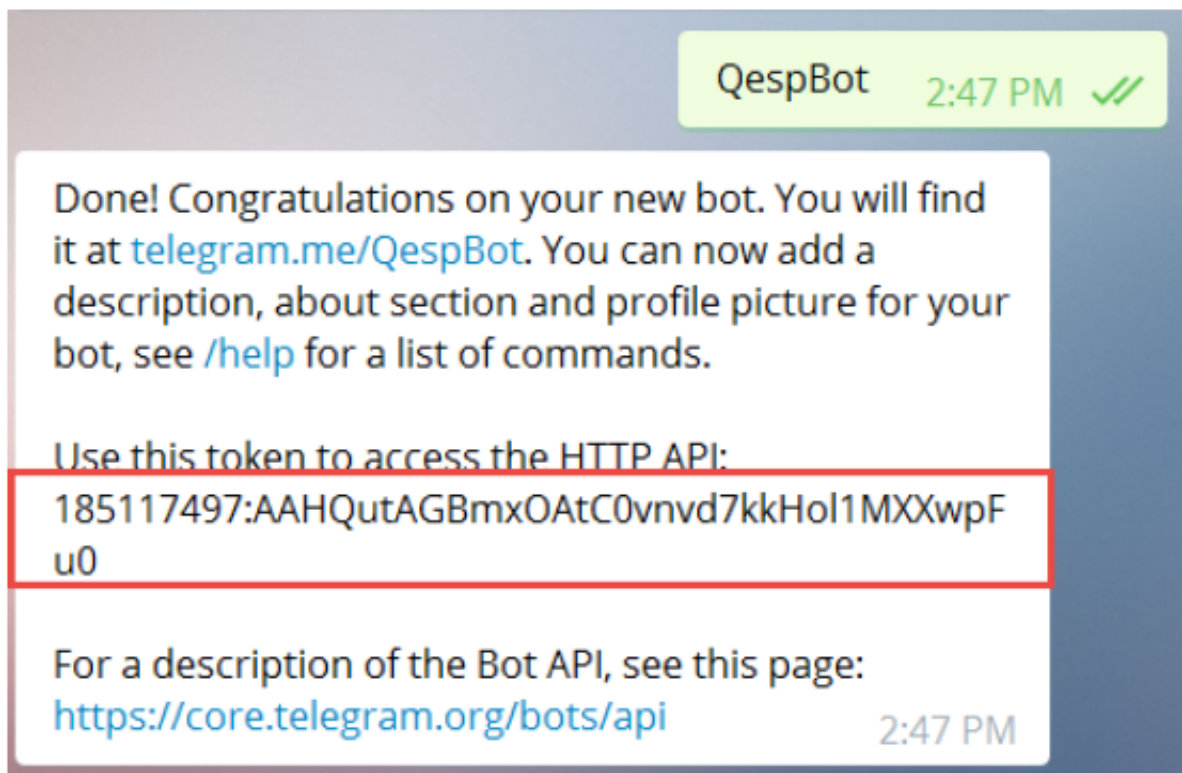 QespBot 2:47 PM
Done! Congratulations on your new bot. You will find
it at telegram.me/QespBot. You can now add a
description, about section and profile picture for your
bot, see /help for a list of commands.
Use this token to access the HTTP API:
185117497:AAHQutAGBmxOAtC0vnvd7kkHol1MXXwpF
u0
For a description of the Bot API, see this page:
https://core.telegram.org/bots/api 2:47 PM